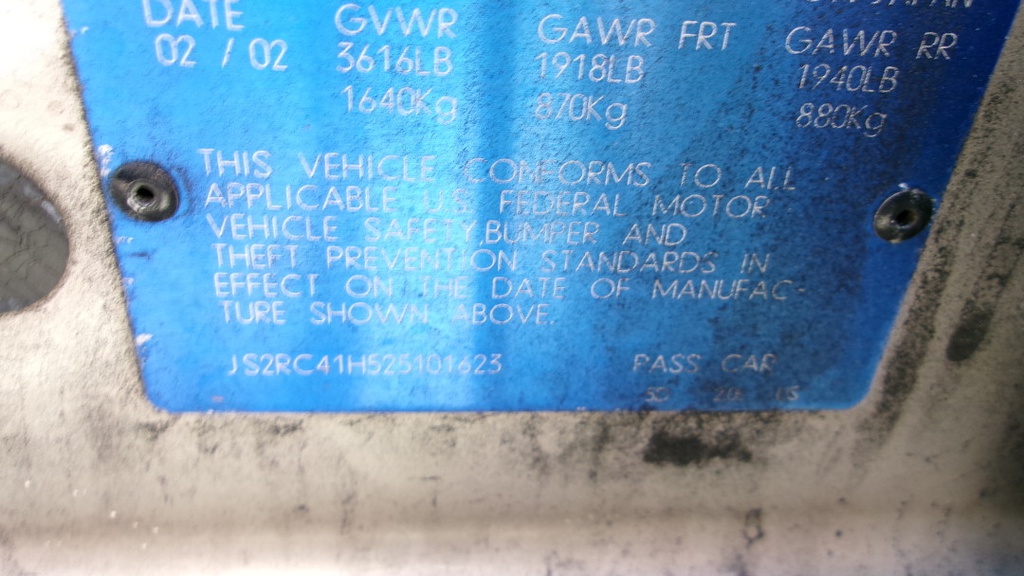 JAPAN
DATE GVWR GAWR FRT GAWR RR
02 / 02 3616LB 1918LB 1940LB
1640Kg 870Kg 880Kg
THIS VEHICLE CONFORMS TO ALL
APPLICABLE U.S. FEDERAL MOTOR
VEHICLE SAFETY,BUMPER AND
THEFT PREVENTION STANDARDS IN
EFFECT ON THE DATE OF MANUFAC-
TURE SHOWN ABOVE.
JS2RC41H525101623 PASS CAR